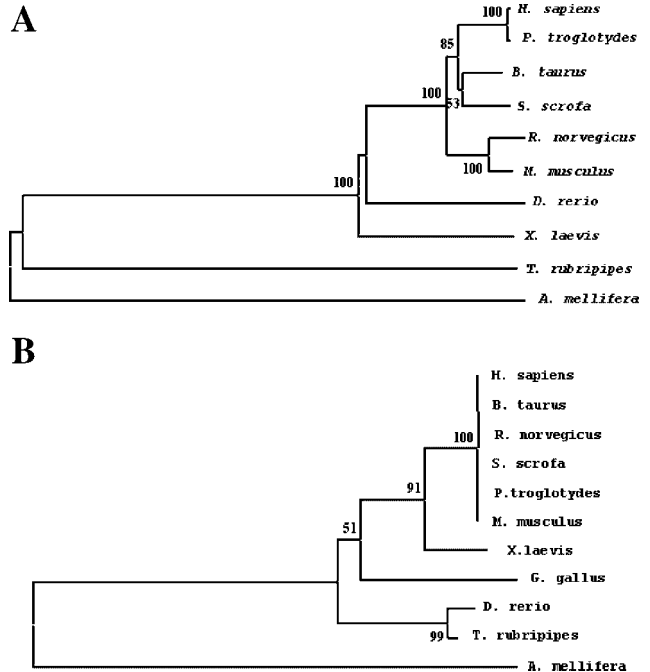 A
100
H. sapiens
P. troglotydes
85
B. taurus
100
53
S. scrofa
R. norvegicus
100
M. musculus
100
D. rerio
X. laevis
T. rubripipes
A. mellifera
B
H. sapiens
B. taurus
100
R. norvegicus
S. scrofa
91
P.troglotydes
M. musculus
51
X.laevis
G. gallus
D. rerio
99
T. rubripipes
A. mellifera